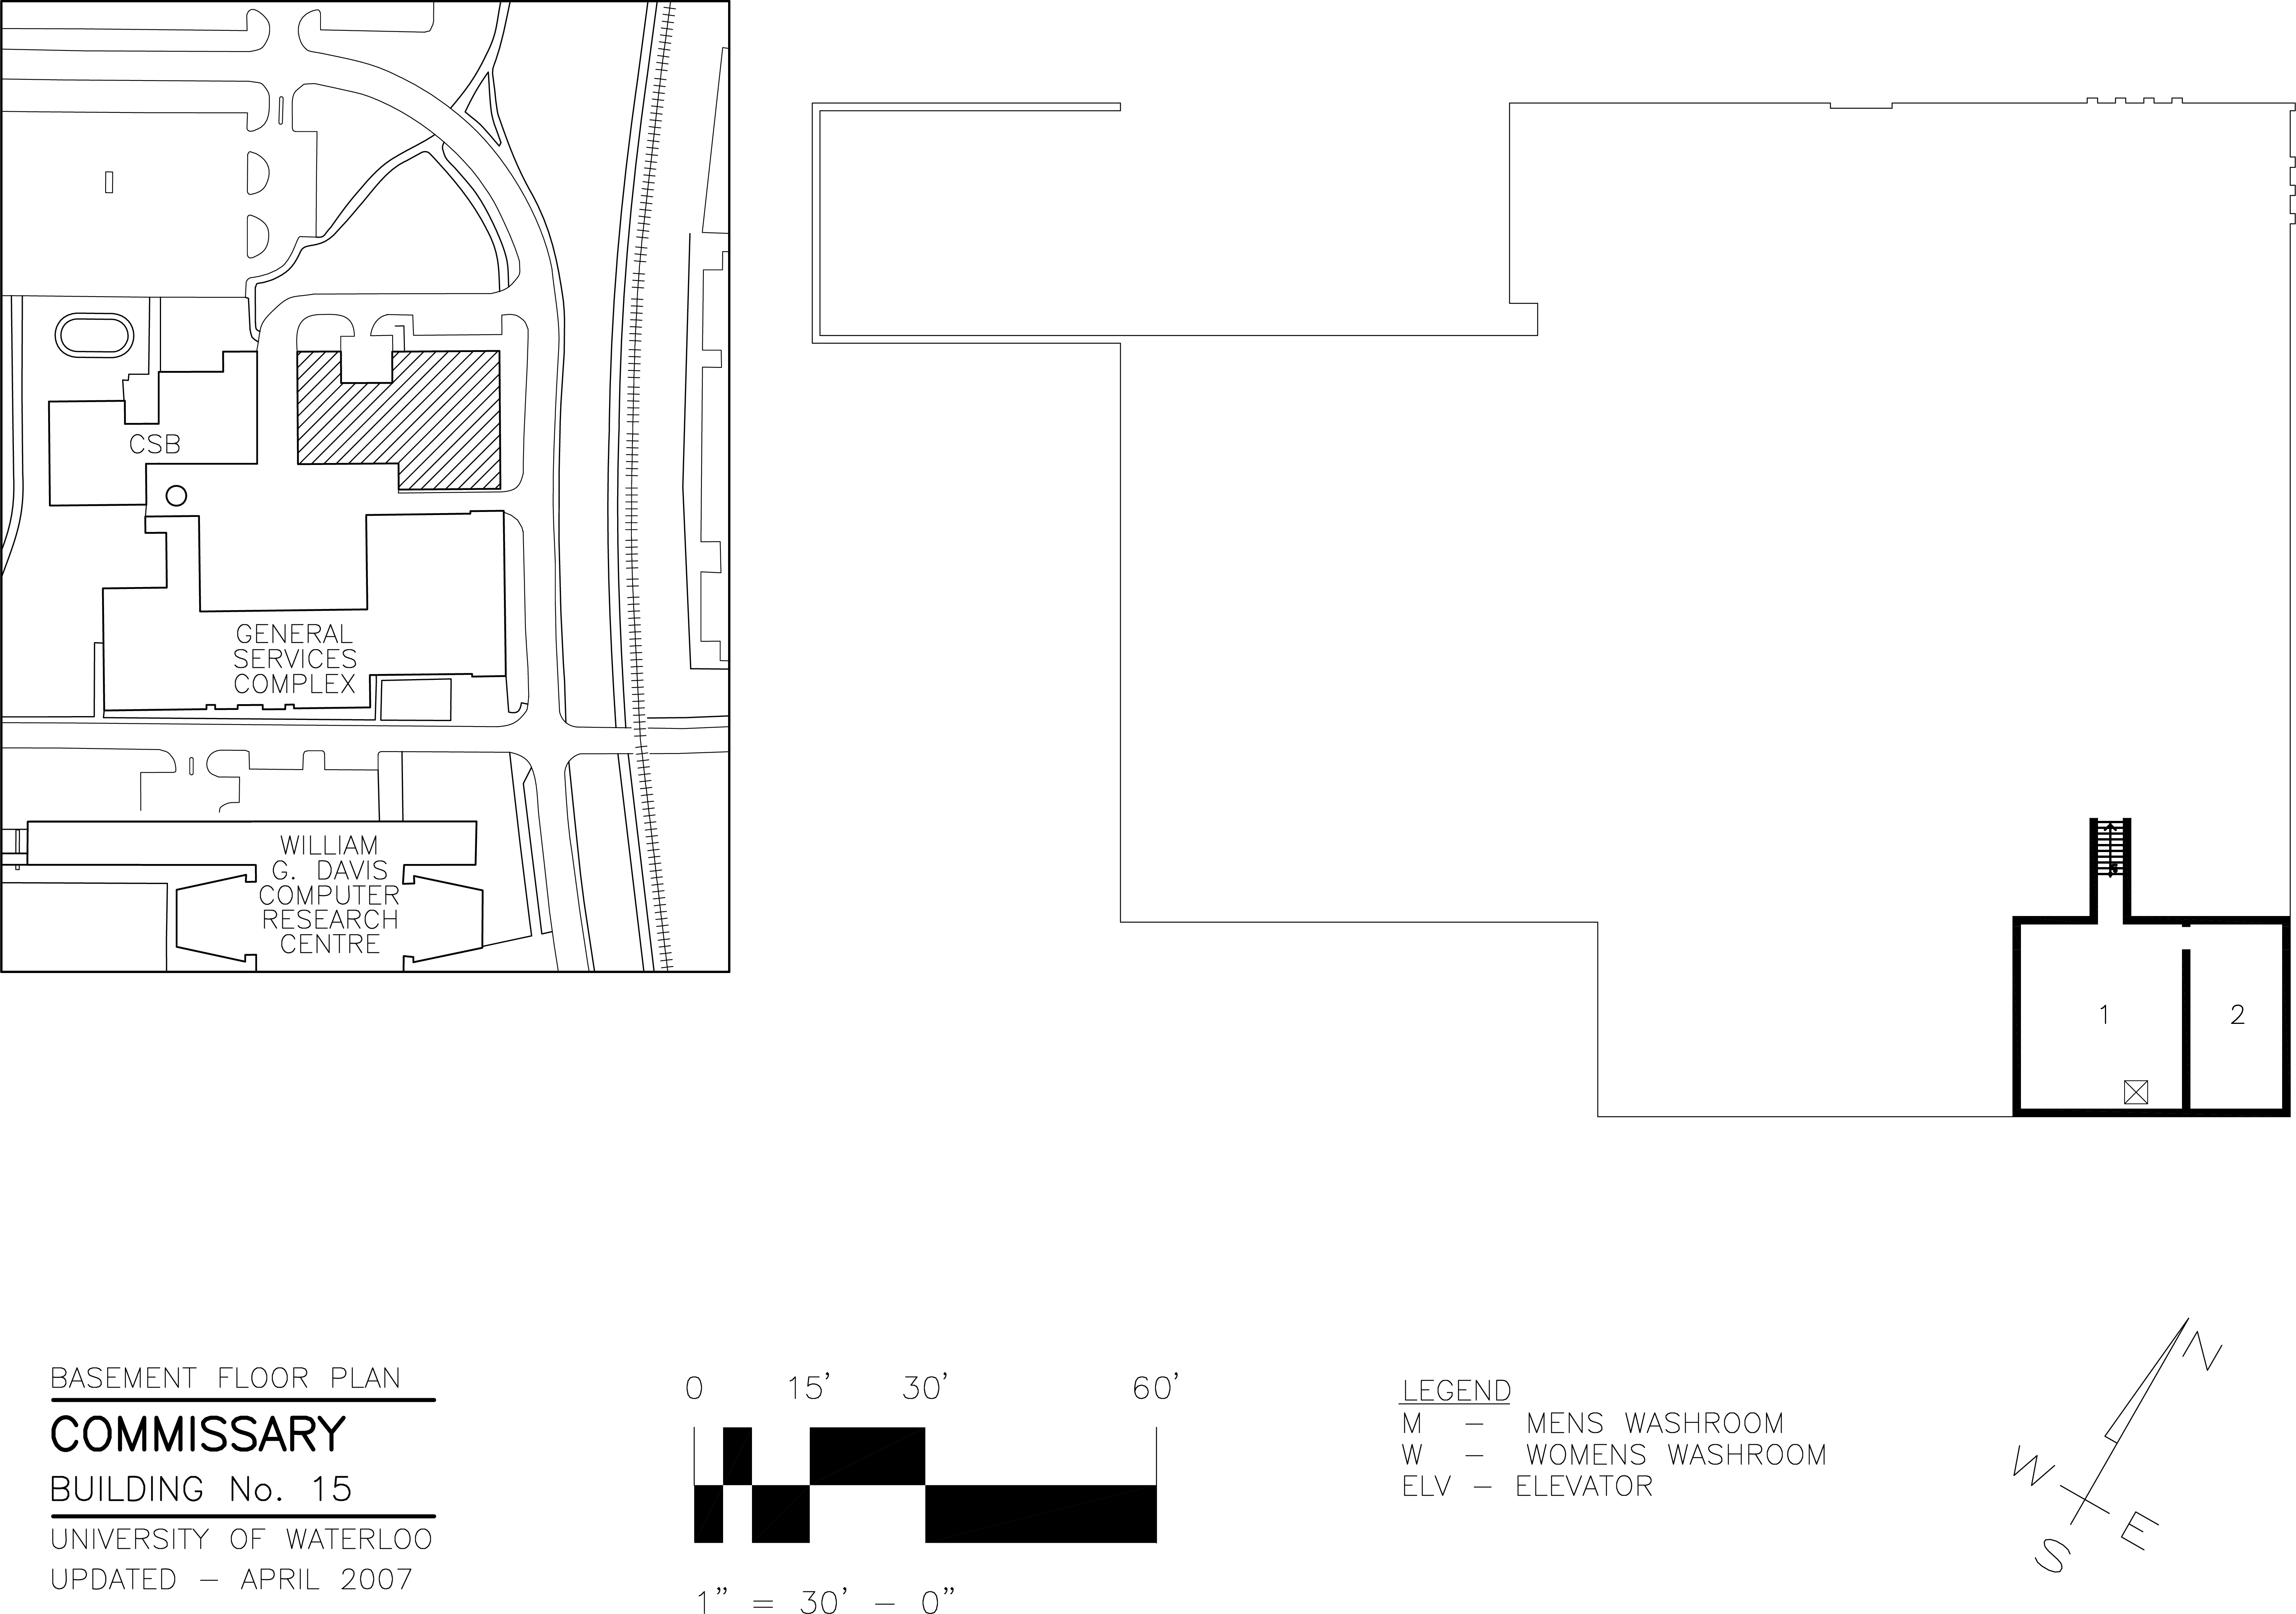 CSB
GENERAL
SERVICES
COMPLEX
WILLIAM
G. DAVIS
COMPUTER
RESEARCH
CENTRE
1
2
BASEMENT FLOOR PLAN
COMMISSARY
BUILDING No. 15
UNIVERSITY OF WATERLOO
UPDATED – APRIL 2007
0 15' 30' 60'
1" = 30' – 0"
LEGEND
M – MENS WASHROOM
W – WOMENS WASHROOM
ELV – ELEVATOR
N
W
E
S